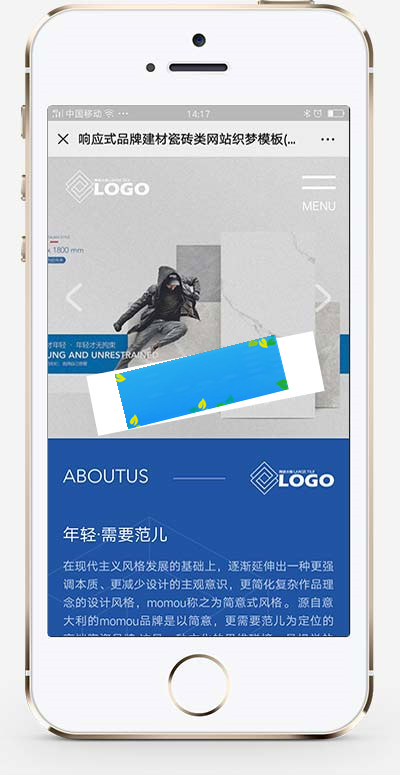 中国移动
14:17
响应式品牌建材瓷砖类网站织梦模板(...
LOGO
MENU
x 1800 mm
才年轻 · 年轻才无拘束
UNG AND UNRESTRAINED
ABOUTUS
LOGO
年轻·需要范儿
在现代主义风格发展的基础上，逐渐延伸出一种更强
调本质、更减少设计的主观意识，更简化复杂作品理
念的设计风格，momou称之为简意式风格 。源自意
大利的momou品牌是以简意，更需要范儿为定位的